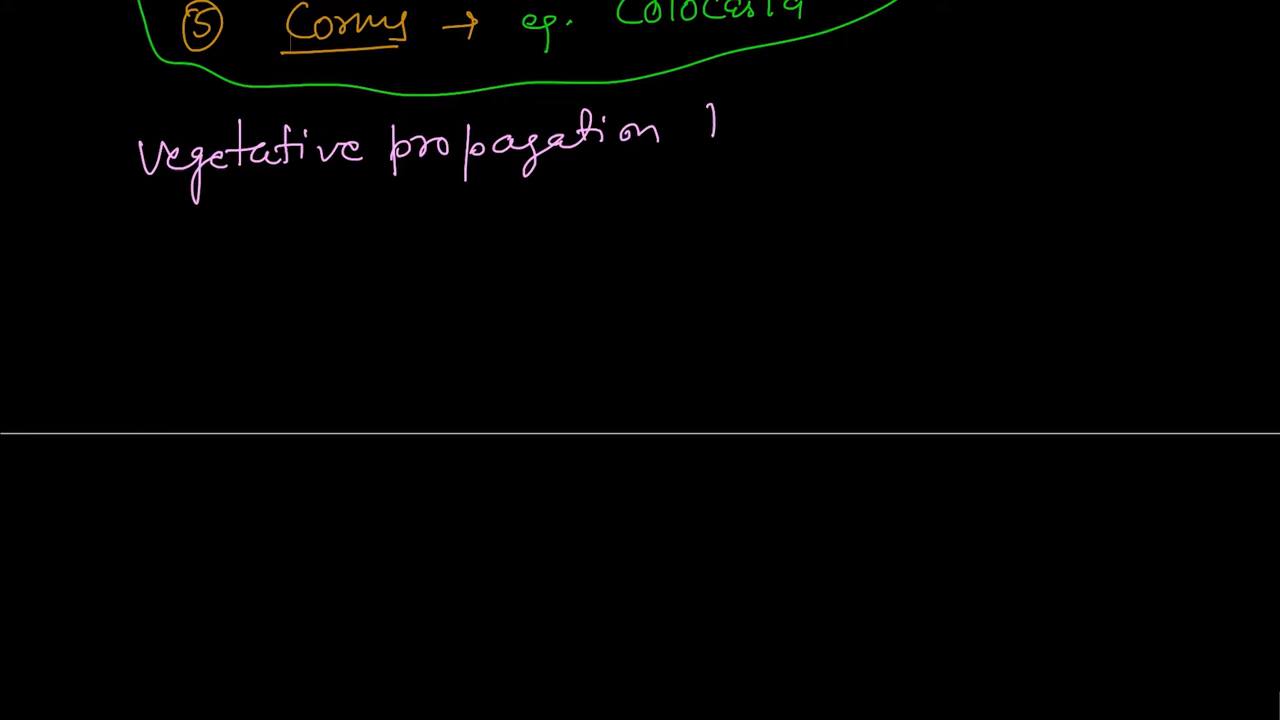 ⑤ Corms → eg. Colocasia
vegetative propagation